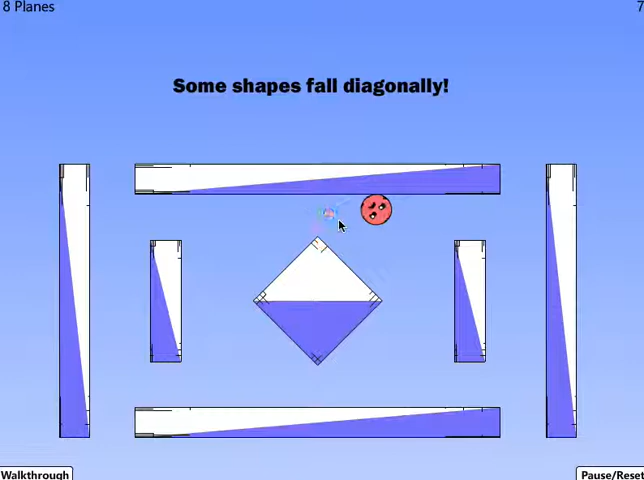 8 Planes
7
Some shapes fall diagonally!
Walkthrough
Pause/Reset